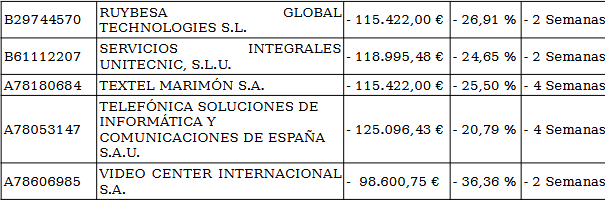 B29744570 RUYBESA GLOBAL TECHNOLOGIES S.L. - 115.422,00 € - 26,91 % - 2 Semanas
B61112207 SERVICIOS INTEGRALES UNITECNIC, S.L.U. - 118.995,48 € - 24,65 % - 2 Semanas
A78180684 TEXTEL MARIMÓN S.A. - 115.422,00 € - 25,50 % - 4 Semanas
A78053147 TELEFÓNICA SOLUCIONES DE INFORMÁTICA Y COMUNICACIONES DE ESPAÑA S.A.U. - 125.096,43 € - 20,79 % - 4 Semanas
A78606985 VIDEO CENTER INTERNACIONAL S.A. - 98.600,75 € - 36,36 % - 2 Semanas